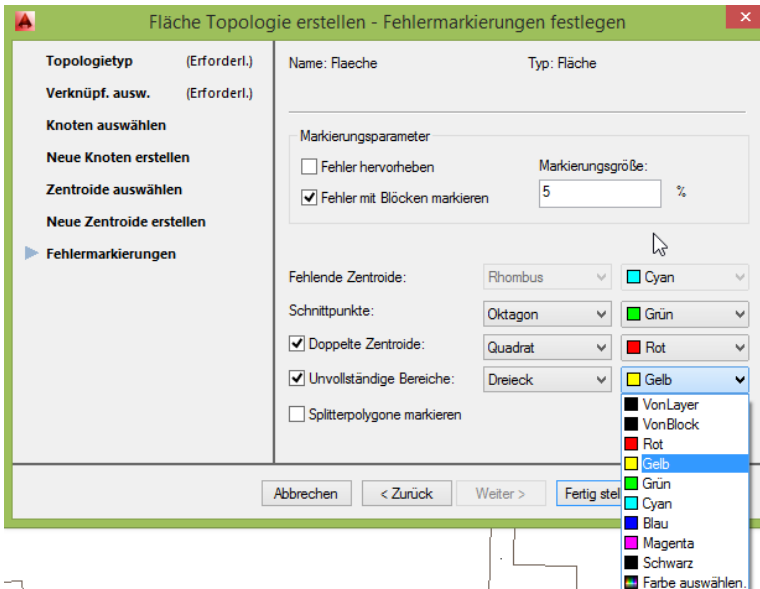 Fläche Topologie erstellen - Fehlermarkierungen festlegen
Topologietyp (Erforderl.)
Verknüpf. ausw. (Erforderl.)
Knoten auswählen
Neue Knoten erstellen
Zentroide auswählen
Neue Zentroide erstellen
Fehlermarkierungen
Name: Flaeche Typ: Fläche
Markierungsparameter
Fehler hervorheben
Markierungsgröße:
Fehler mit Blöcken markieren
5 %
Fehlende Zentroide: Rhombus Cyan
Schnittpunkte: Oktagon Grün
Doppelte Zentroide: Quadrat Rot
Unvollständige Bereiche: Dreieck Gelb
Splitterpolygone markieren
VonLayer
VonBlock
Rot
Gelb
Grün
Cyan
Blau
Magenta
Schwarz
Farbe auswählen.
Abbrechen < Zurück Weiter > Fertig stel